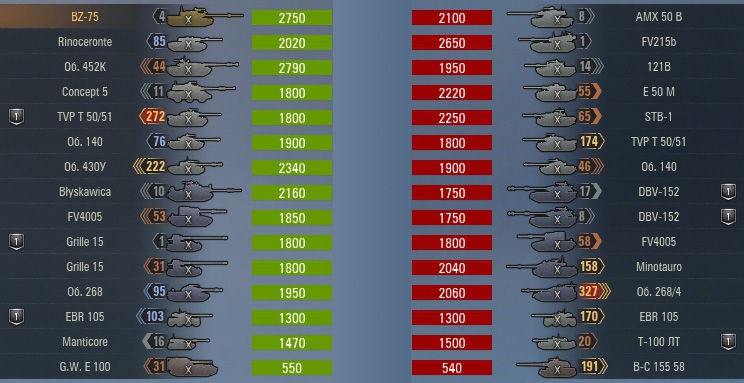 BZ-75 4 2750 2100 8 AMX 50 B
Rinoceronte 85 2020 2650 1 FV215b
Об. 452К 44 2790 1950 14 121B
Concept 5 11 1800 2220 55 E 50 M
I TVP T 50/51 272 1800 2250 65 STB-1
Об. 140 76 1900 1800 174 TVP T 50/51
Об. 430У 222 2340 1900 46 Об. 140
Błyskawica 10 2160 1750 17 DBV-152 I
FV4005 53 1850 1750 8 DBV-152 I
I Grille 15 1 1800 1800 58 FV4005
Grille 15 31 1800 2040 158 Minotauro
Об. 268 95 1950 2060 327 Об. 268/4
I EBR 105 103 1300 1300 170 EBR 105
Manticore 16 1470 1500 20 Т-100 ЛТ I
G.W. E 100 31 550 540 191 B-C 155 58